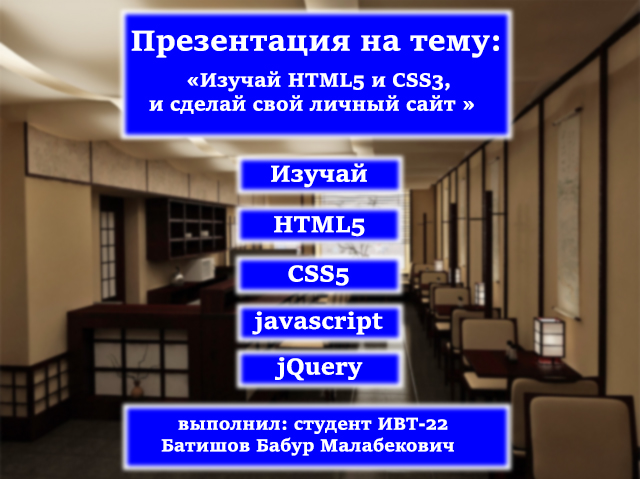 Презентация на тему:
«Изучай HTML5 и CSS3,
и сделай свой личный сайт »
Изучай
HTML5
CSS5
javascript
jQuery
выполнил: студент ИВТ-22
Батишов Бабур Малабекович